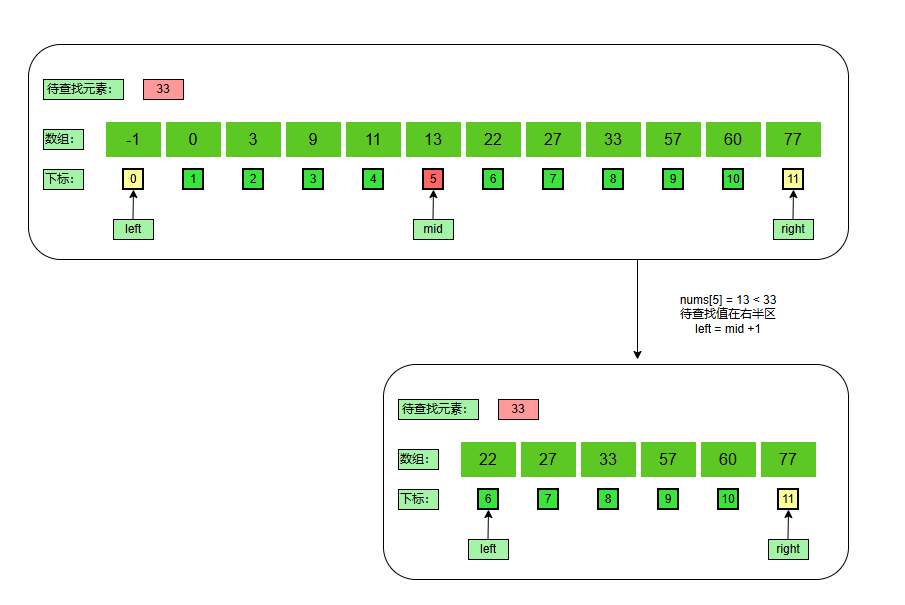 待查找元素: 33
数组: -1 0 3 9 11 13 22 27 33 57 60 77
下标: 0 1 2 3 4 5 6 7 8 9 10 11
left mid right
nums[5] = 13 < 33
待查找值在右半区
left = mid +1
待查找元素: 33
数组: 22 27 33 57 60 77
下标: 6 7 8 9 10 11
left right